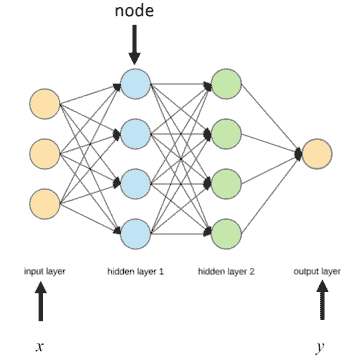 node
input layer hidden layer 1 hidden layer 2 output layer
x y